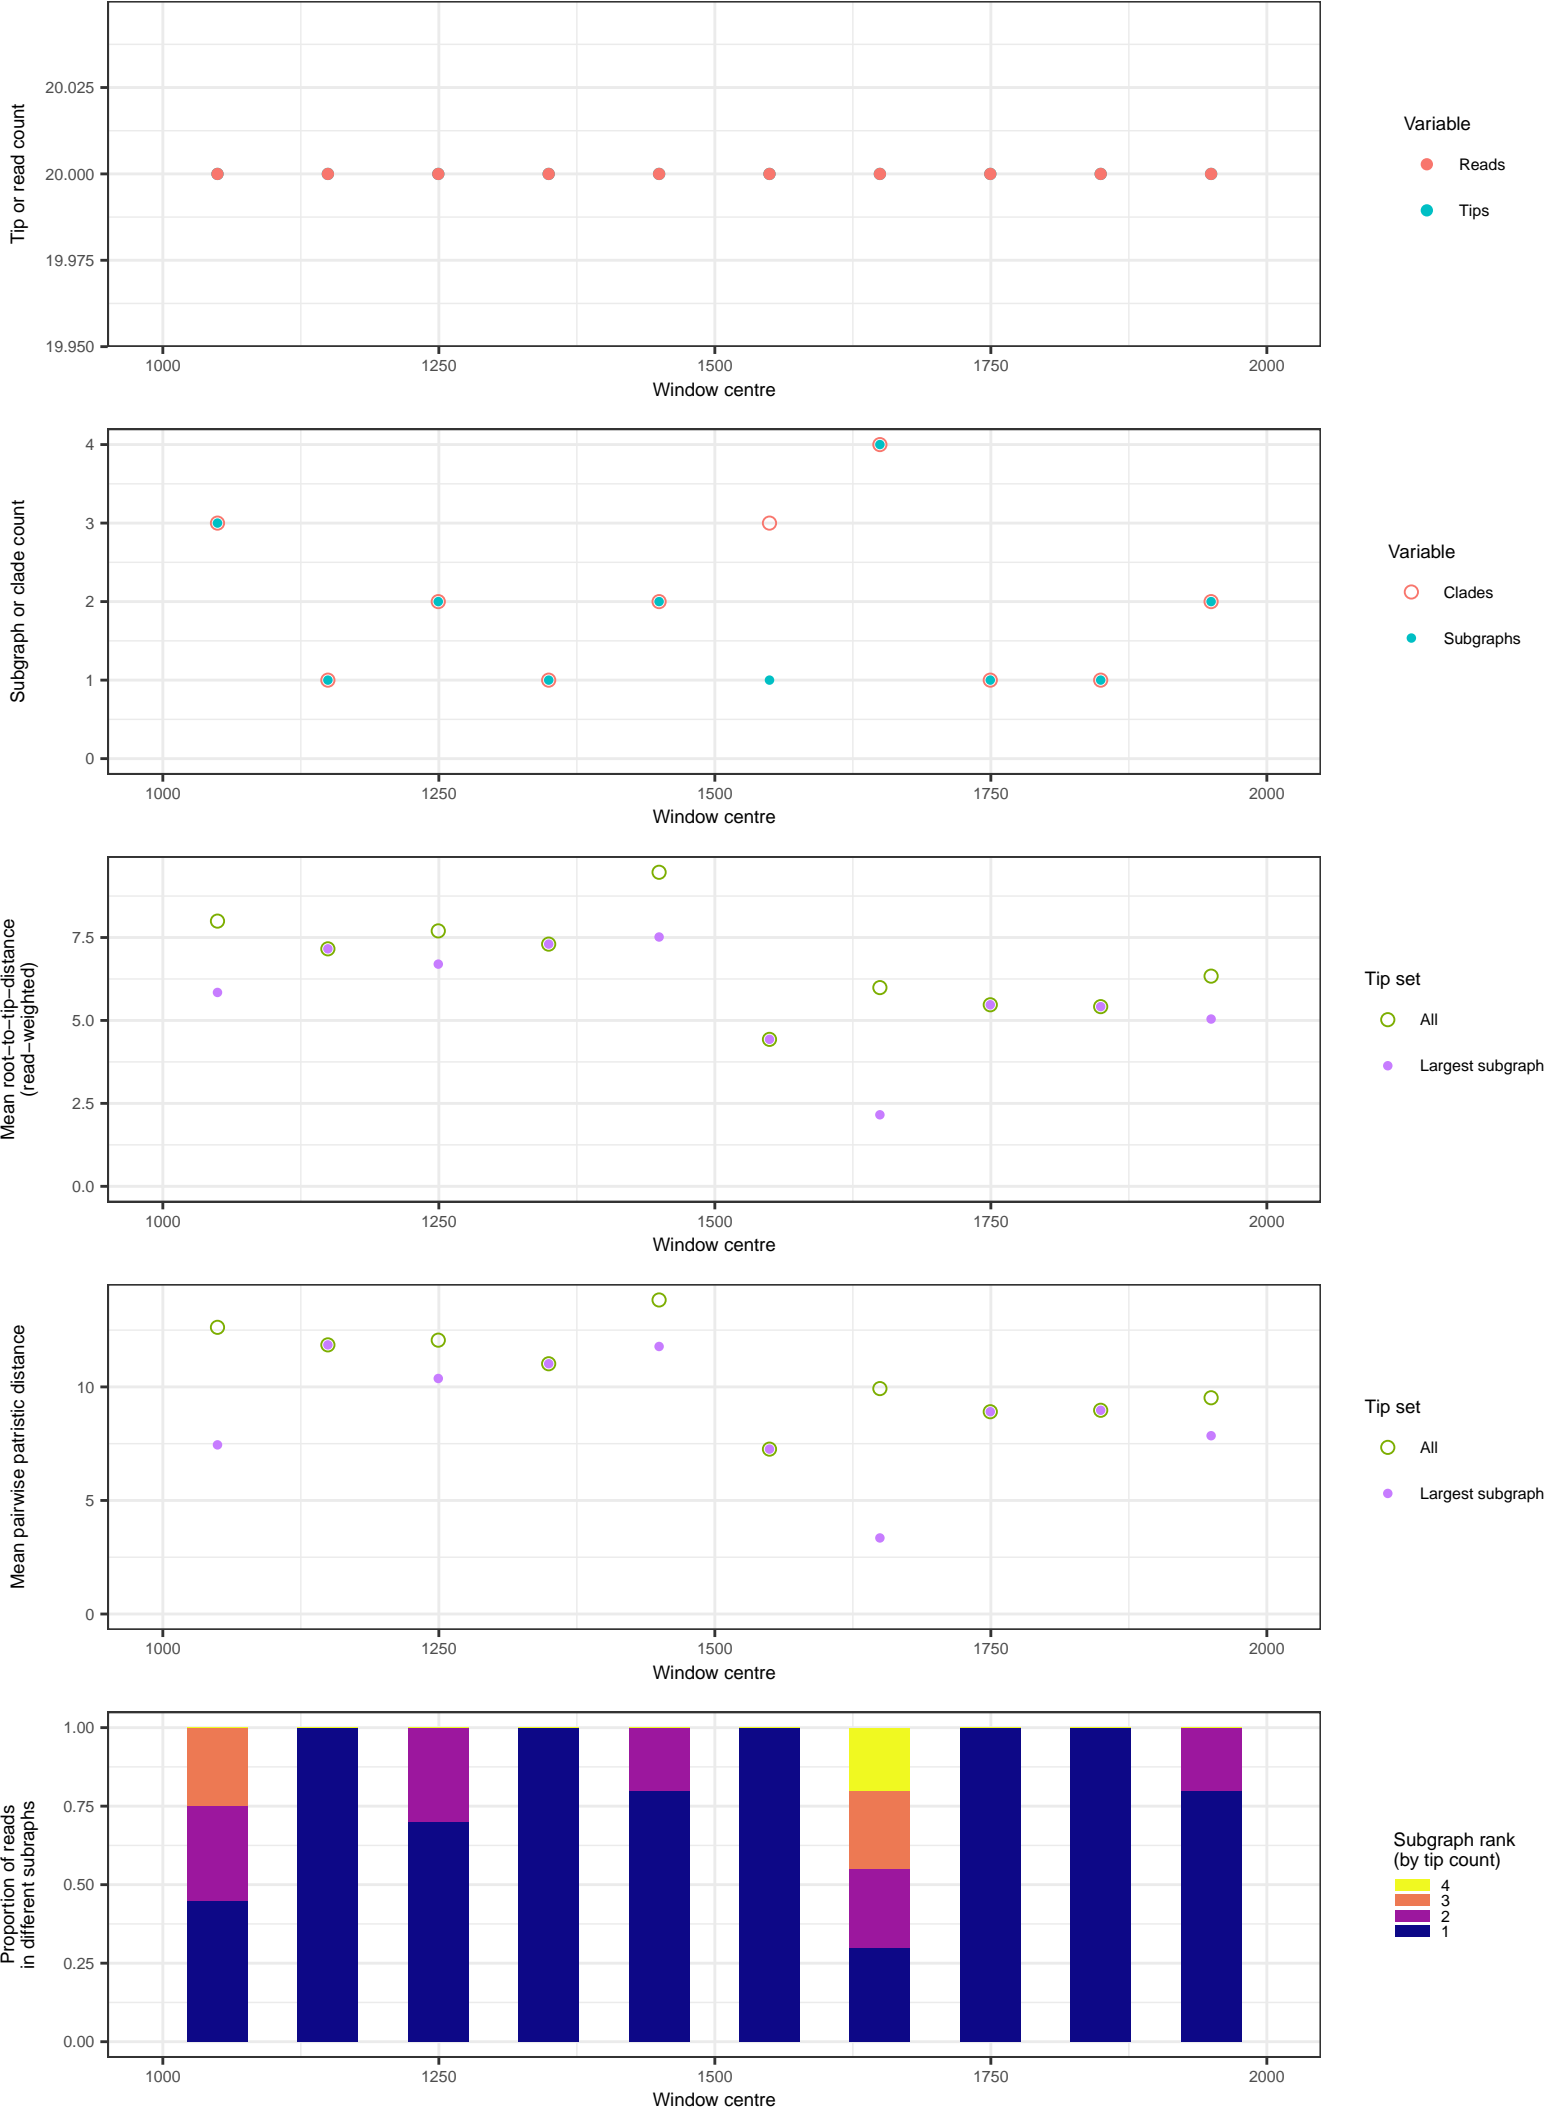 Tip or read count
20.025
20.000
19.975
19.950
1000
1250
1500
1750
2000
Window centre
Variable
Reads
Tips
Subgraph or clade count
4
3
2
1
0
1000
1250
1500
1750
2000
Window centre
Variable
Clades
Subgraphs
Mean root−to−tip−distance
(read−weighted)
7.5
5.0
2.5
0.0
1000
1250
1500
1750
2000
Window centre
Tip set
All
Largest subgraph
Mean pairwise patristic distance
10
5
0
1000
1250
1500
1750
2000
Window centre
Tip set
All
Largest subgraph
Proportion of reads
in different subraphs
1.00
0.75
0.50
0.25
0.00
1000
1250
1500
1750
2000
Window centre
Subgraph rank
(by tip count)
4
3
2
1